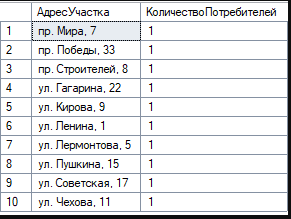 АдресУчастка КоличествоПотребителей
1 пр. Мира, 7 1
2 пр. Победы, 33 1
3 пр. Строителей, 8 1
4 ул. Гагарина, 22 1
5 ул. Кирова, 9 1
6 ул. Ленина, 1 1
7 ул. Лермонтова, 5 1
8 ул. Пушкина, 15 1
9 ул. Советская, 17 1
10 ул. Чехова, 11 1